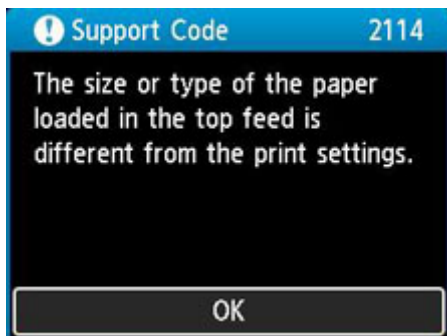 Support Code 2114
The size or type of the paper
loaded in the top feed is
different from the print settings.
OK